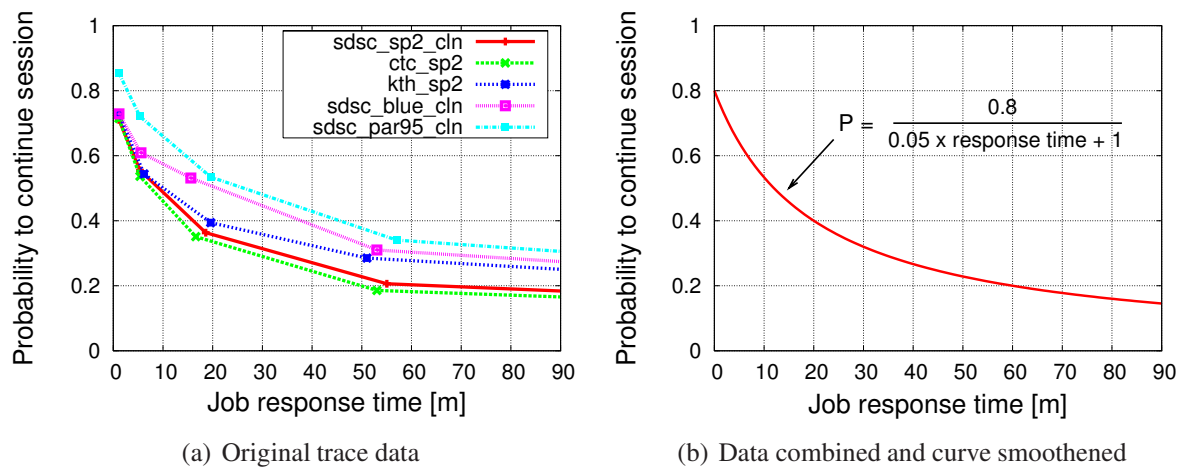 Probability to continue session
1
0.8
0.6
0.4
0.2
0
sdsc_sp2_cln
ctc_sp2
kth_sp2
sdsc_blue_cln
sdsc_par95_cln
0 10 20 30 40 50 60 70 80 90
Job response time [m]
(a) Original trace data
Probability to continue session
1
0.8
0.6
0.4
0.2
0
P = 0.8
0.05 x response time + 1
0 10 20 30 40 50 60 70 80 90
Job response time [m]
(b) Data combined and curve smoothened